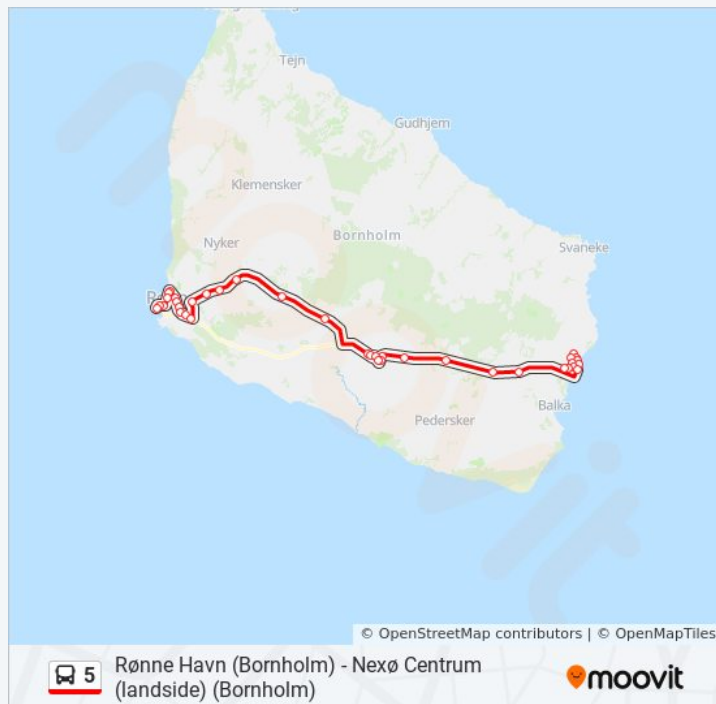 Tejn
Gudhjem
Klemensker
Bornholm
Nyker
Svaneke
Balka
Pedersker
© OpenStreetMap contributors | © OpenMapTiles
5
Rønne Havn (Bornholm) - Nexø Centrum
(landside) (Bornholm)
moovit